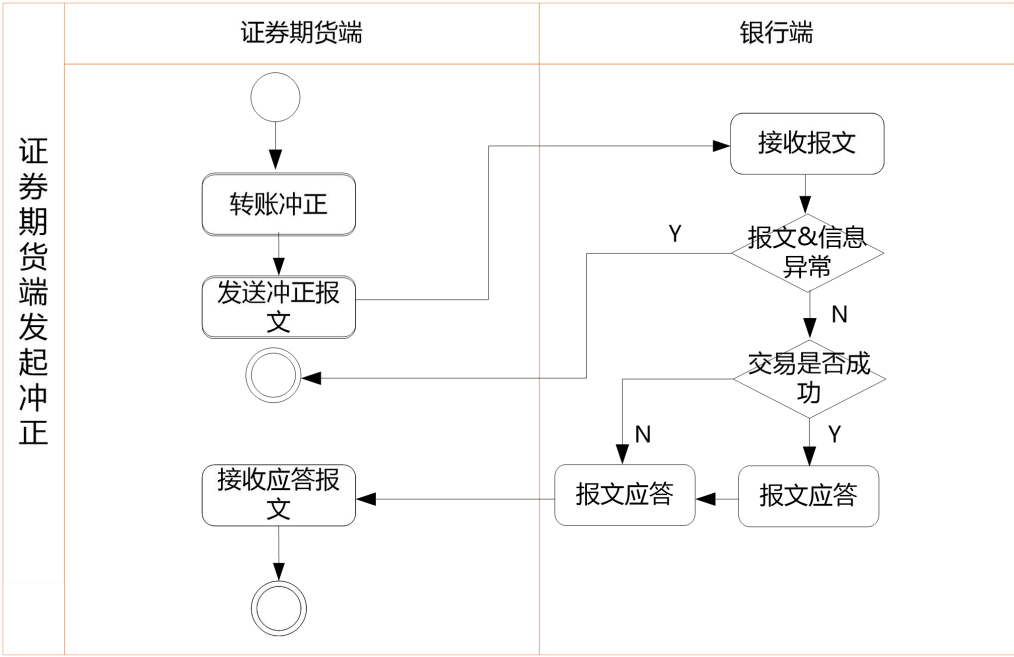 证券期货端
银行端
证券期货端发起冲正
接收报文
转账冲正
Y
报文&信息
异常
发送冲正报
文
N
交易是否成
功
N
Y
接收应答报
文
报文应答
报文应答